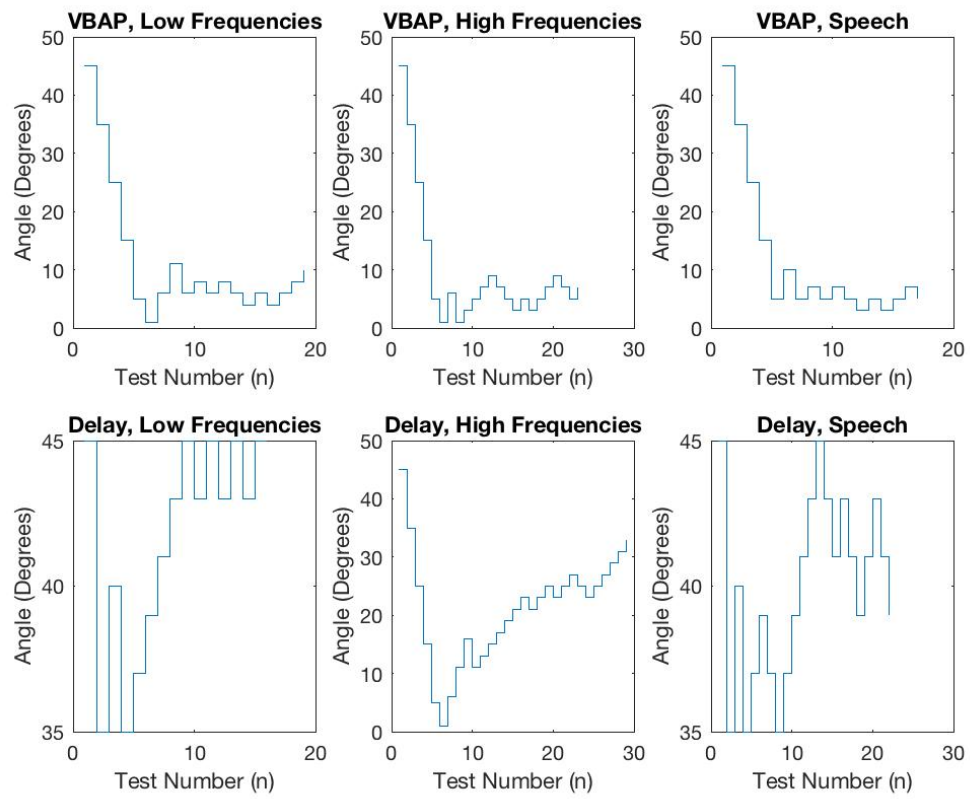 VBAP, Low Frequencies
50
40
30
20
10
0
Angle (Degrees)
0 10 20
Test Number (n)
VBAP, High Frequencies
50
40
30
20
10
0
Angle (Degrees)
0 10 20 30
Test Number (n)
VBAP, Speech
50
40
30
20
10
0
Angle (Degrees)
0 10 20
Test Number (n)
Delay, Low Frequencies
45
40
35
Angle (Degrees)
0 10 20
Test Number (n)
Delay, High Frequencies
50
40
30
20
10
0
Angle (Degrees)
0 10 20 30
Test Number (n)
Delay, Speech
45
40
35
Angle (Degrees)
0 10 20 30
Test Number (n)